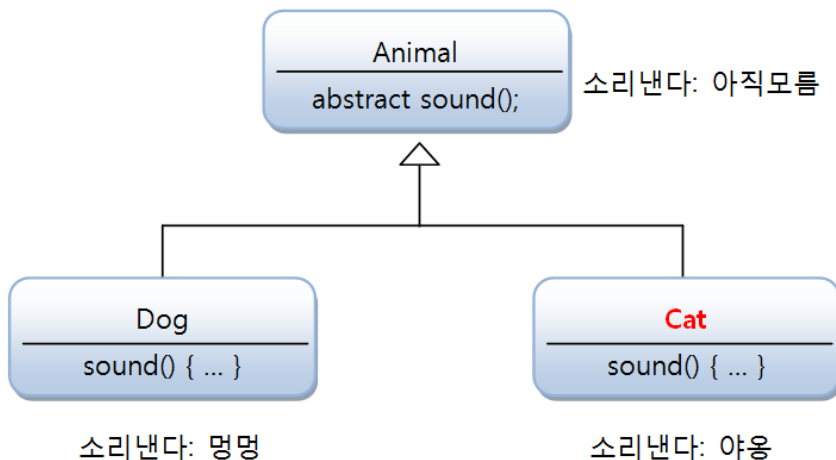 Animal
abstract sound();
소리낸다: 아직모름
Dog
sound() { ... }
소리낸다: 멍멍
Cat
sound() { ... }
소리낸다: 야옹